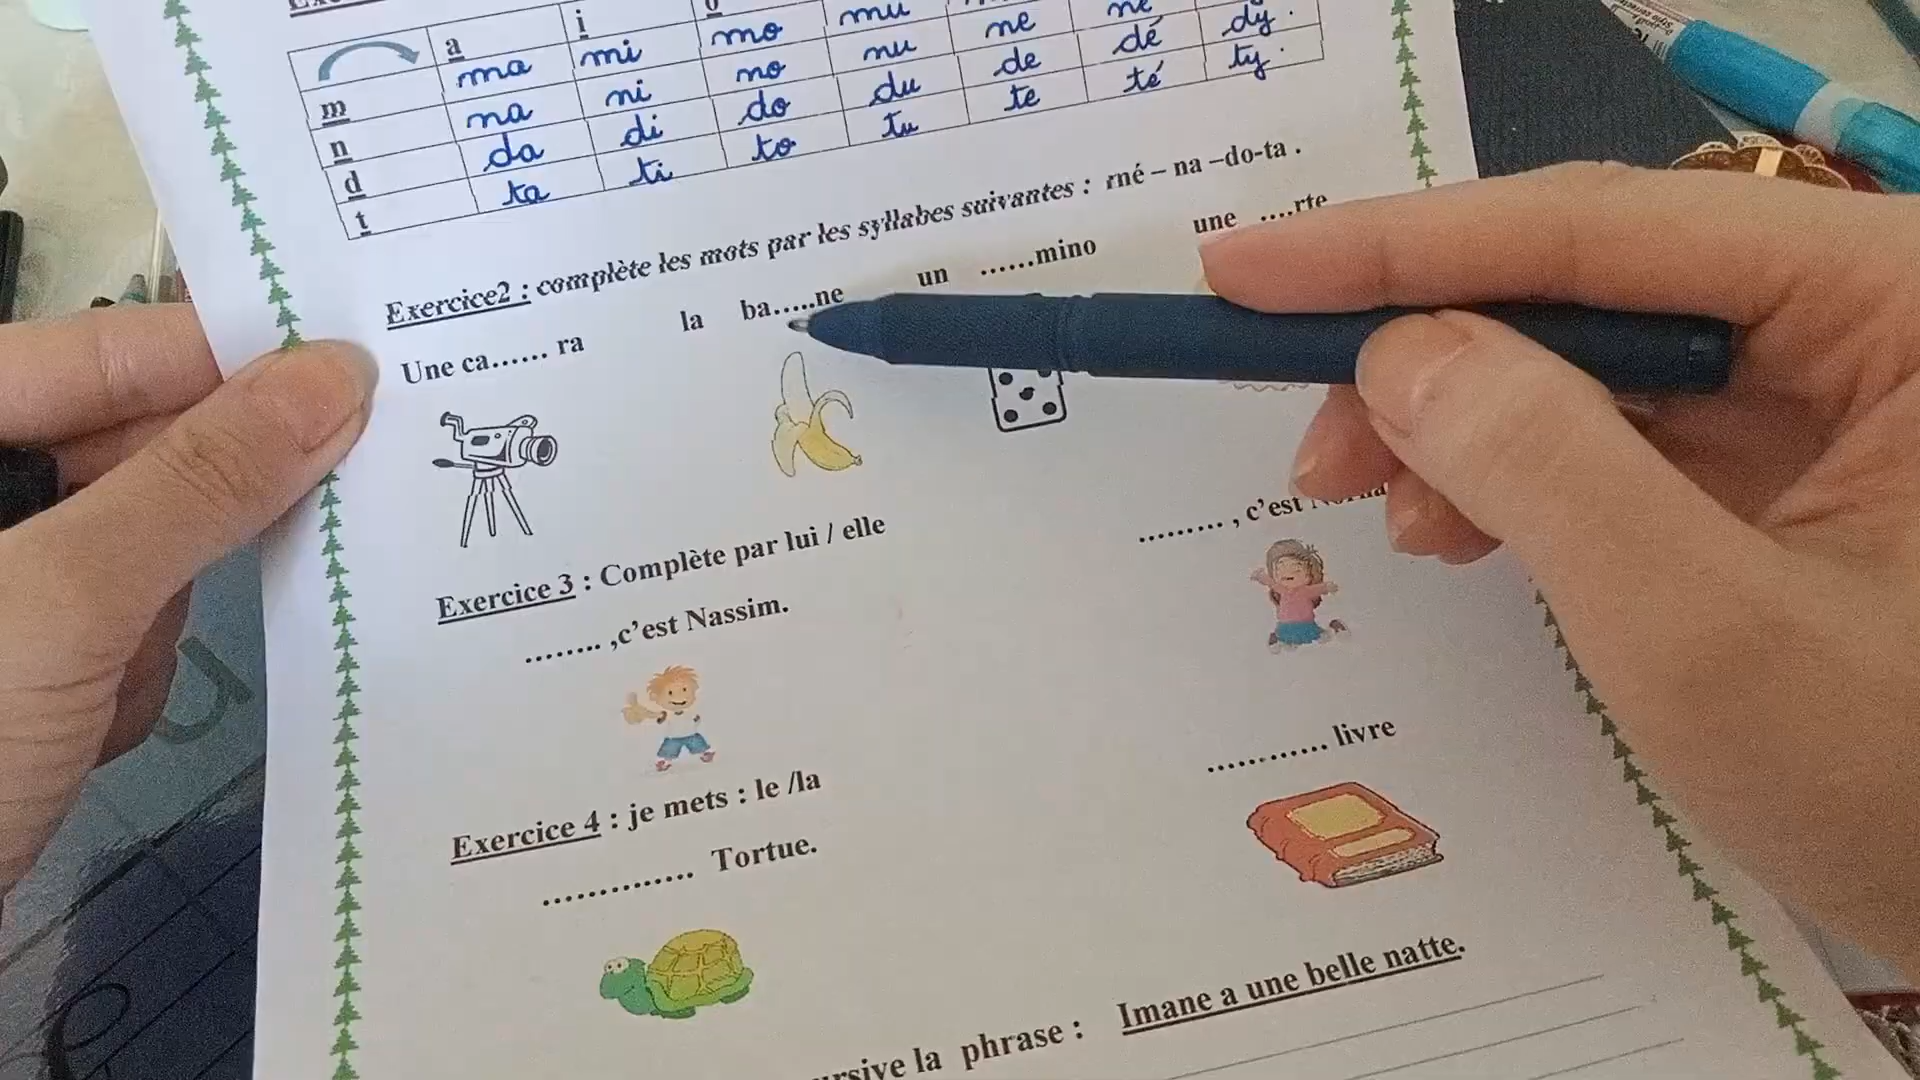 a i
m ma mi mo mu
n na ni no nu ne
d da di do du de dé dy.
t ta ti to tu te té ty.
Exercice2 : complète les mots par les syllabes suivantes : mé – na –do-ta .
Une ca...... ra la ba.....ne un ......mino une ....rte
Exercice 3 : Complète par lui / elle
........ ,c’est Nassim. ......... , c’est
Exercice 4 : je mets : le /la
.............. Tortue. ............ livre
la phrase : Imane a une belle natte.